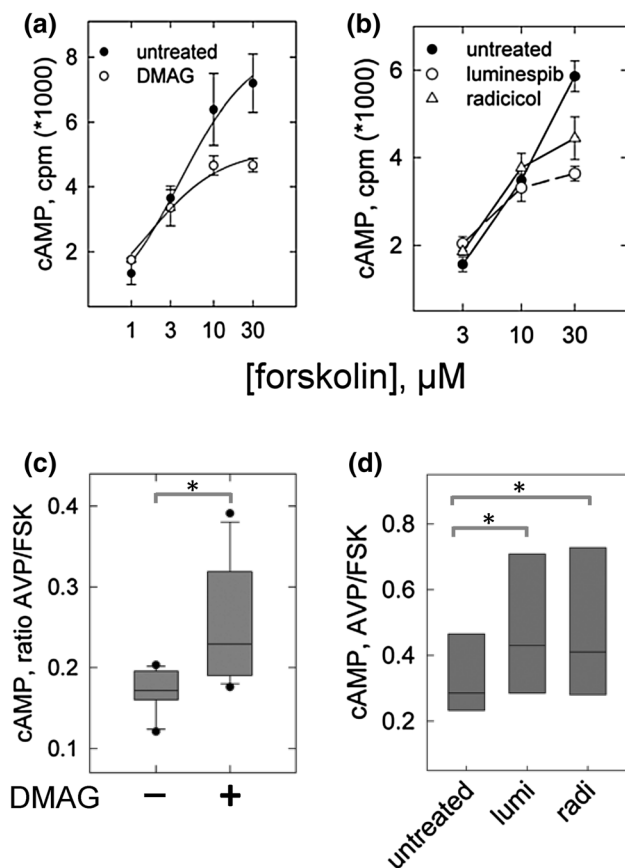 (a)
untreated
DMAG
cAMP, cpm (*1000)
8
6
4
2
1
3
10
30
(b)
untreated
luminespib
radicicol
cAMP, cpm (*1000)
6
4
2
3
10
30
[forskolin], µM
(c)
*
cAMP, ratio AVP/FSK
0.4
0.3
0.2
0.1
DMAG
−
+
(d)
*
*
cAMP, AVP/FSK
0.8
0.6
0.4
0.2
untreated
lumi
radi